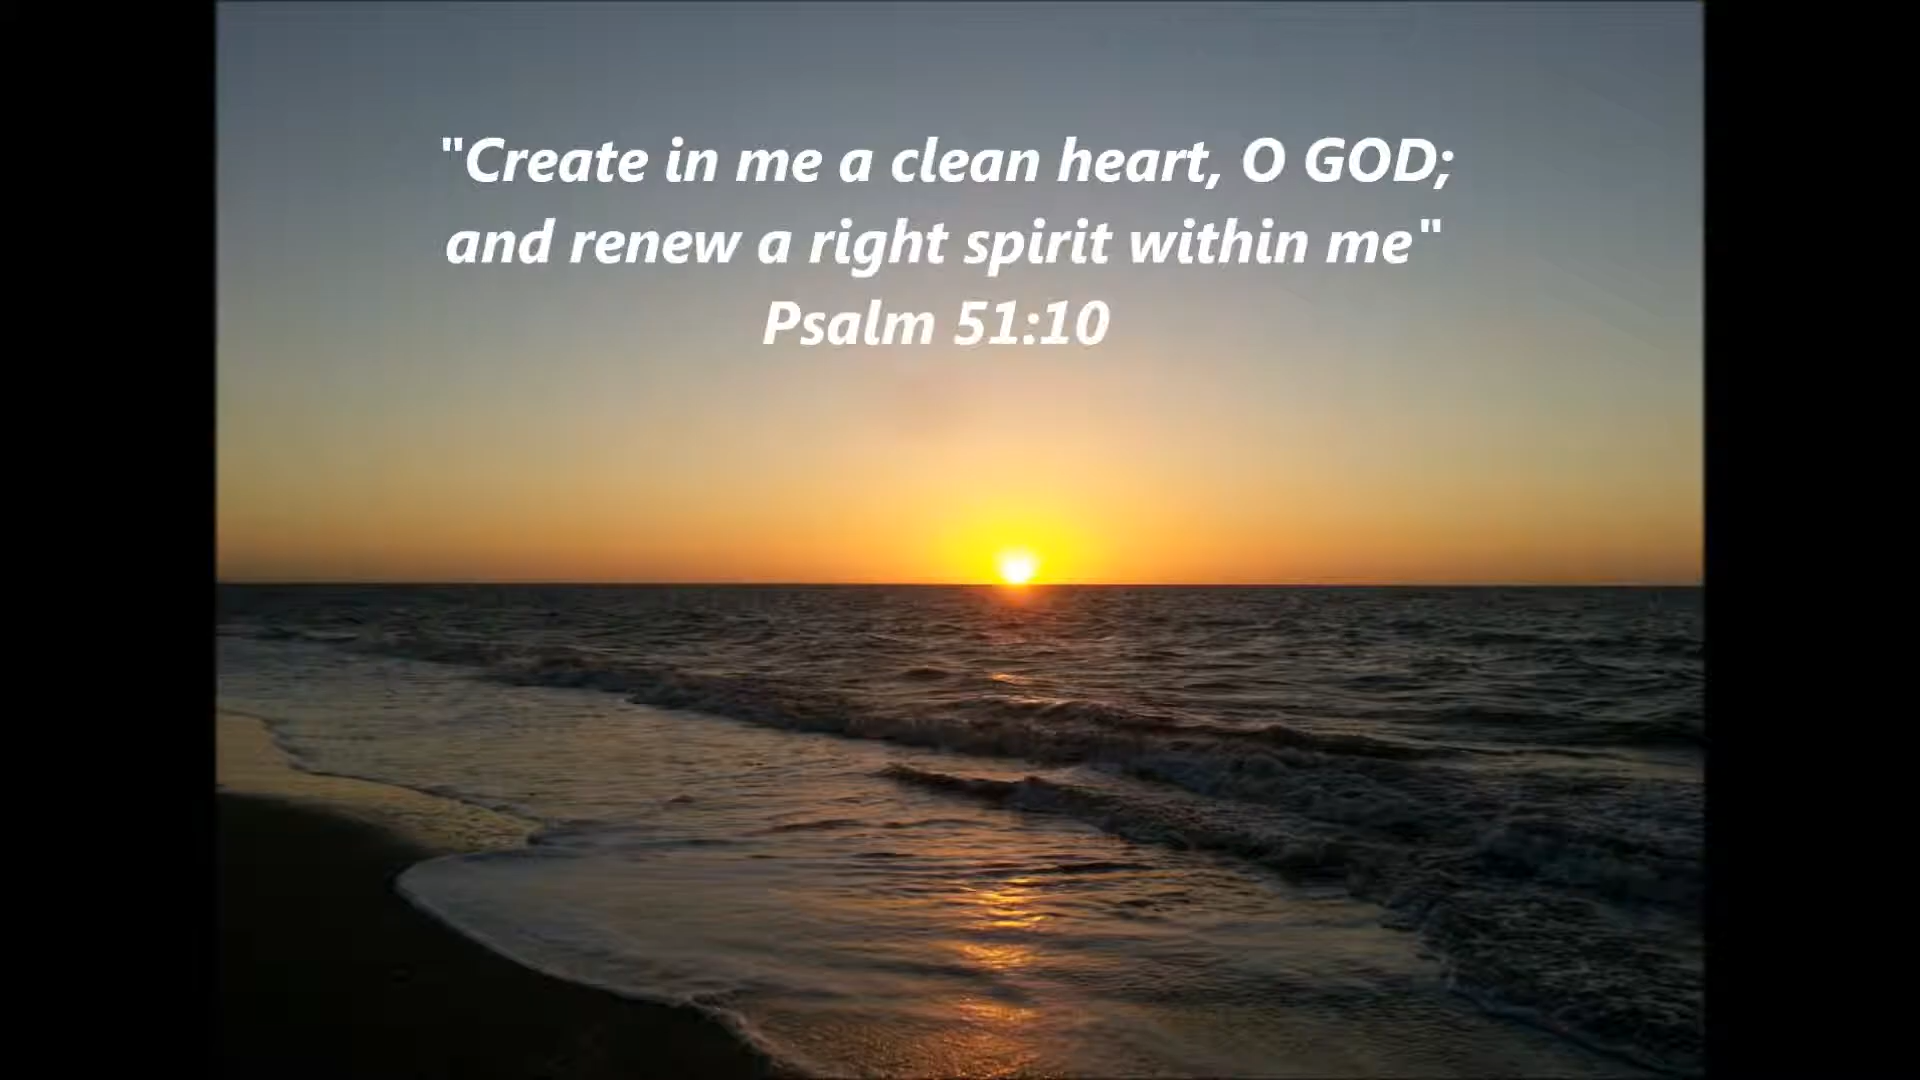 "Create in me a clean heart, O GOD;
and renew a right spirit within me"
Psalm 51:10